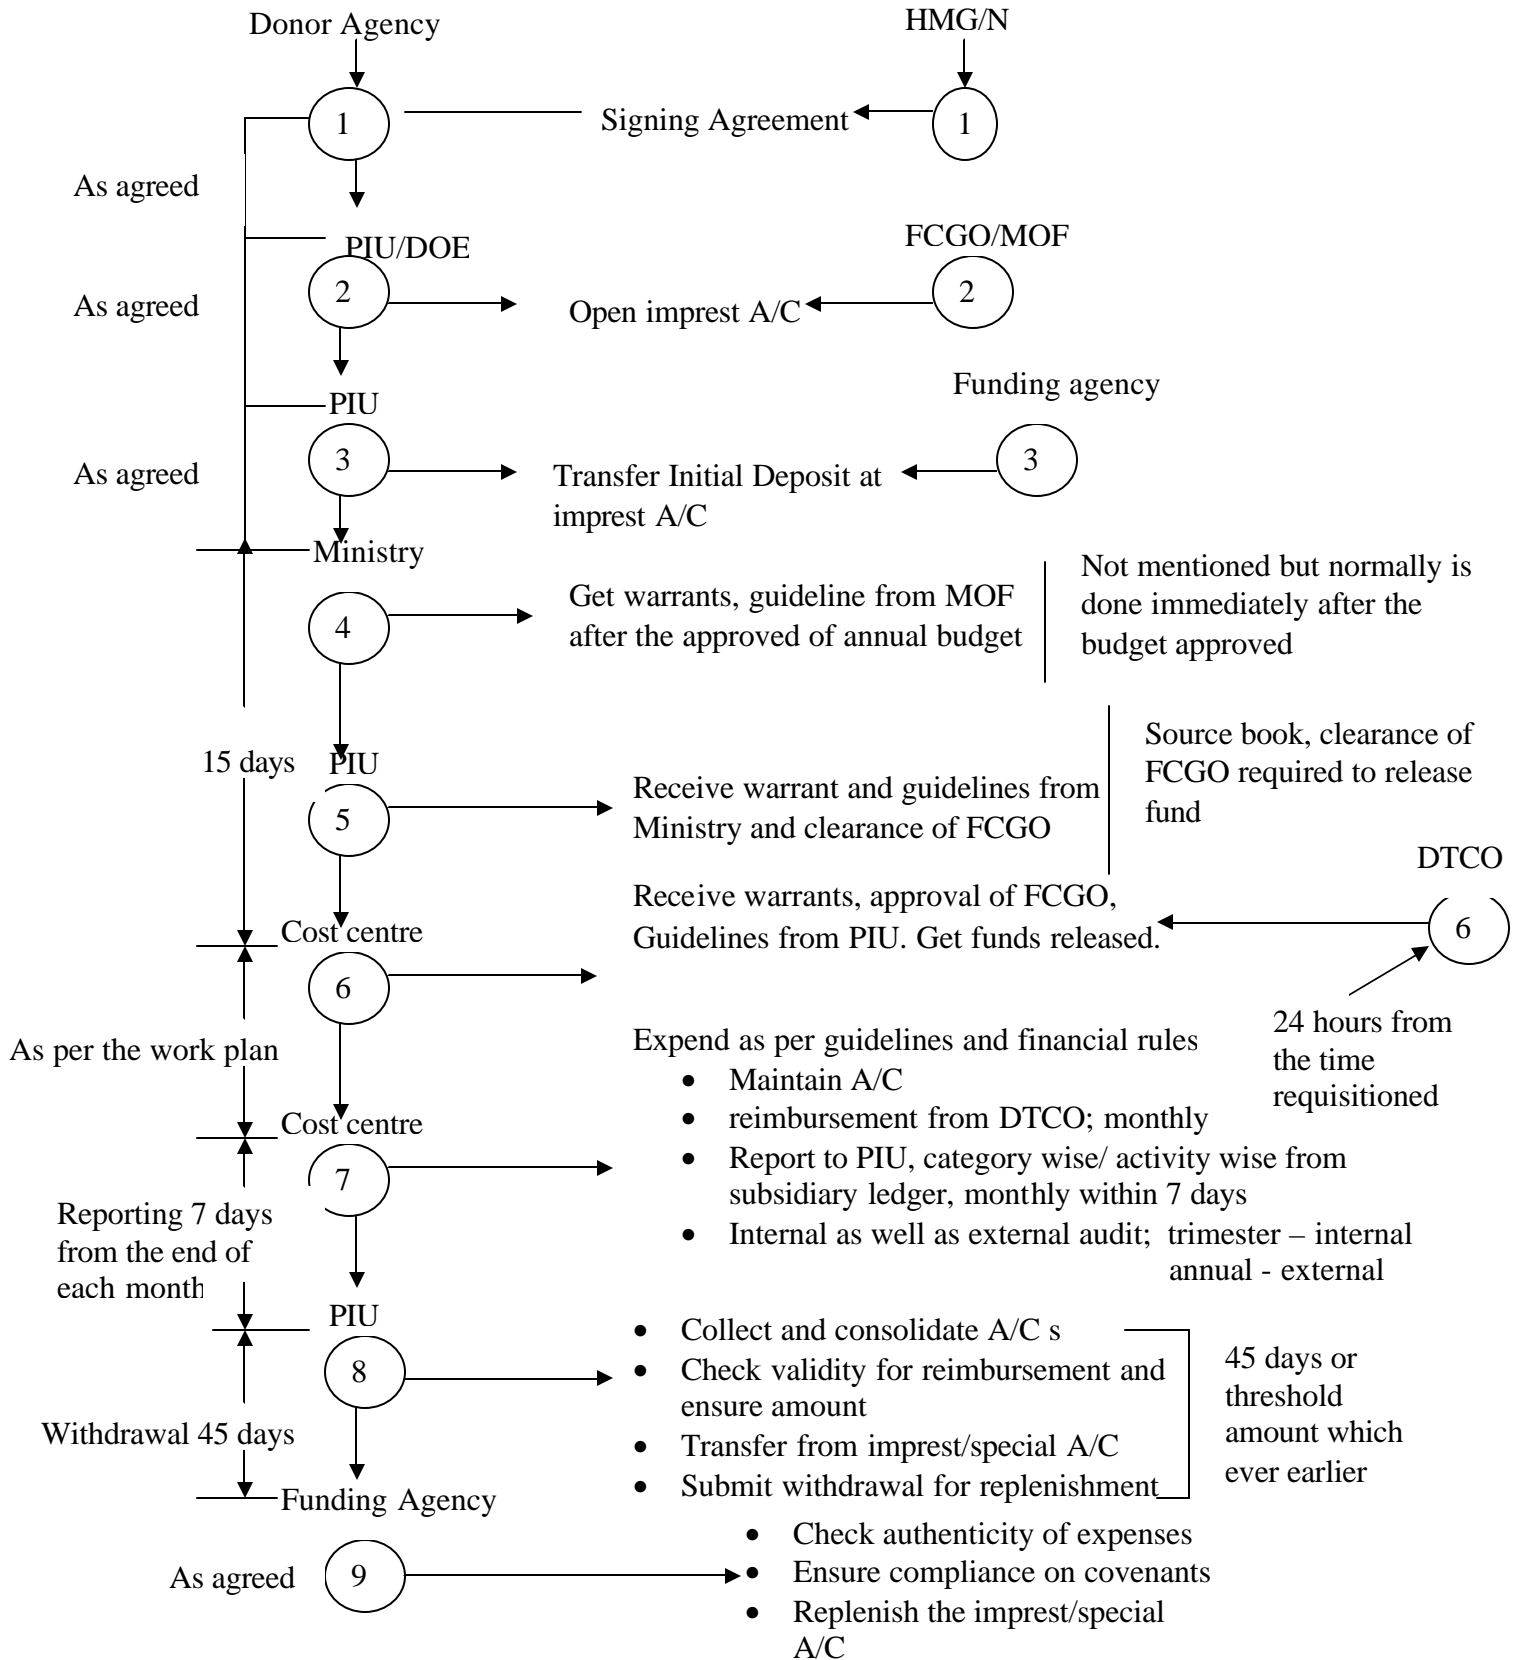 Donor Agency
HMG/N
1
Signing Agreement
1
As agreed
PIU/DOE
FCGO/MOF
2
As agreed
Open imprest A/C
2
Funding agency
PIU
3
As agreed
Transfer Initial Deposit at
imprest A/C
3
Ministry
4
Get warrants, guideline from MOF
after the approved of annual budget
Not mentioned but normally is
done immediately after the
budget approved
15 days
PIU
5
Receive warrant and guidelines from
Ministry and clearance of FCGO
Source book, clearance of
FCGO required to release
fund
DTCO
Cost centre
6
Receive warrants, approval of FCGO,
Guidelines from PIU. Get funds released.
6
24 hours from
the time
requisitioned
As per the work plan
Cost centre
7
Expend as per guidelines and financial rules
• Maintain A/C
• reimbursement from DTCO; monthly
• Report to PIU, category wise/ activity wise from
subsidiary ledger, monthly within 7 days
• Internal as well as external audit; trimester – internal
annual - external
Reporting 7 days
from the end of
each month
PIU
8
• Collect and consolidate A/C s
• Check validity for reimbursement and
ensure amount
• Transfer from imprest/special A/C
• Submit withdrawal for replenishment
45 days or
threshold
amount which
ever earlier
Withdrawal 45 days
Funding Agency
As agreed
9
• Check authenticity of expenses
• Ensure compliance on covenants
• Replenish the imprest/special
A/C